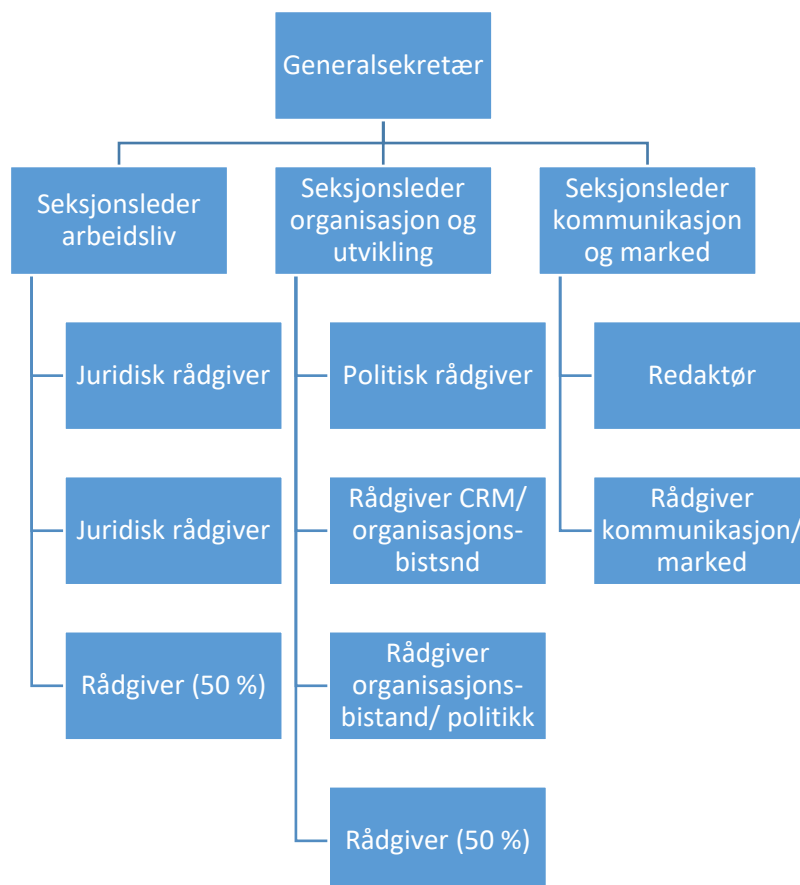 Generalsekretær
Seksjonsleder
arbeidsliv
Seksjonsleder
organisasjon og
utvikling
Seksjonsleder
kommunikasjon
og marked
Juridisk rådgiver
Politisk rådgiver
Redaktør
Juridisk rådgiver
Rådgiver CRM/
organisasjons-
bistsnd
Rådgiver
kommunikasjon/
marked
Rådgiver (50 %)
Rådgiver
organisasjons-
bistand/ politikk
Rådgiver (50 %)